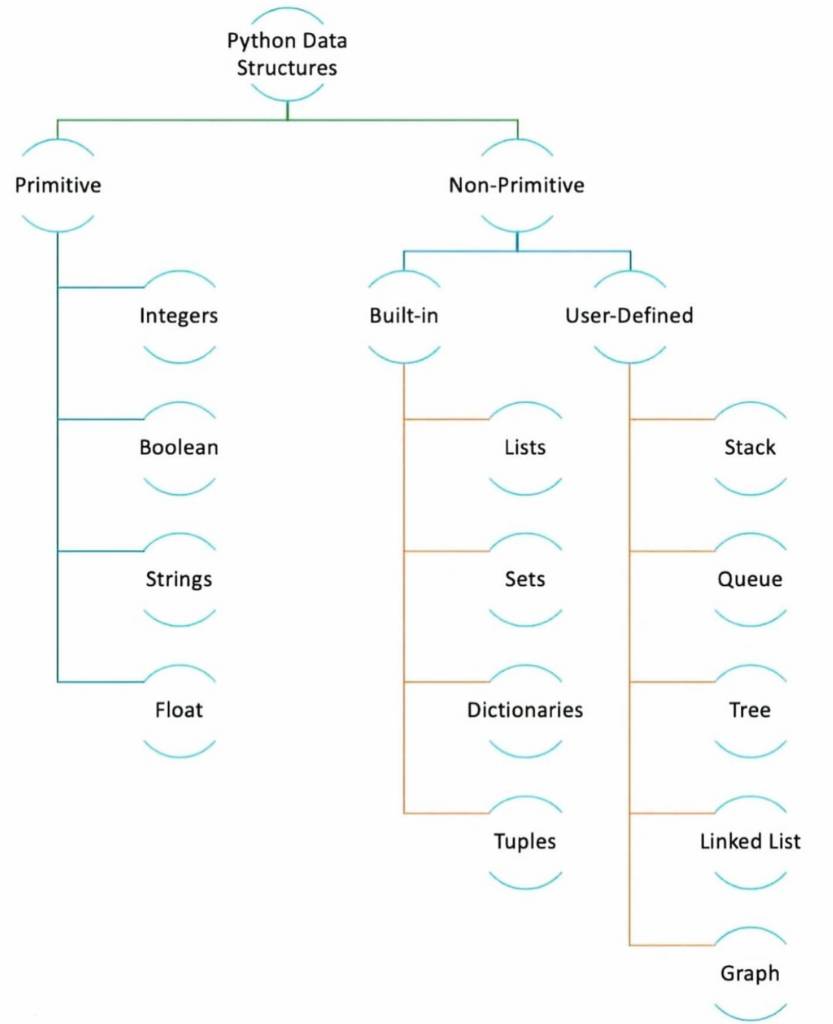 Python Data
Structures
Primitive
Non-Primitive
Integers
Built-in
User-Defined
Boolean
Lists
Stack
Strings
Sets
Queue
Float
Dictionaries
Tree
Tuples
Linked List
Graph